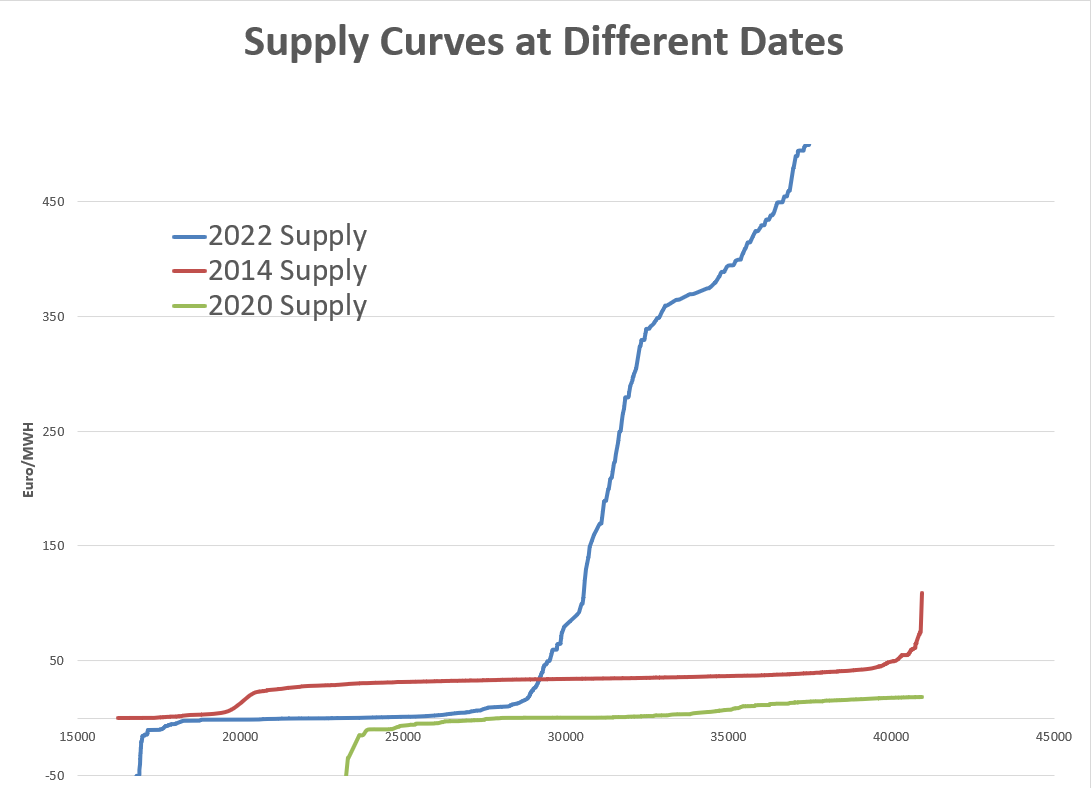 Supply Curves at Different Dates
450
2022 Supply
2014 Supply
2020 Supply
350
250
Euro/MWH
150
50
15000 20000 25000 30000 35000 40000 45000
-50